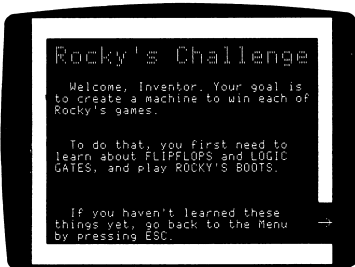 Rocky's Challenge
Welcome, Inventor. Your goal is
to create a machine to win each of
Rocky's games.
To do that, you first need to
learn about FLIPFLOPS and LOGIC
GATES, and play ROCKY'S BOOTS.
If you haven't learned these
things yet, go back to the Menu
by pressing ESC.